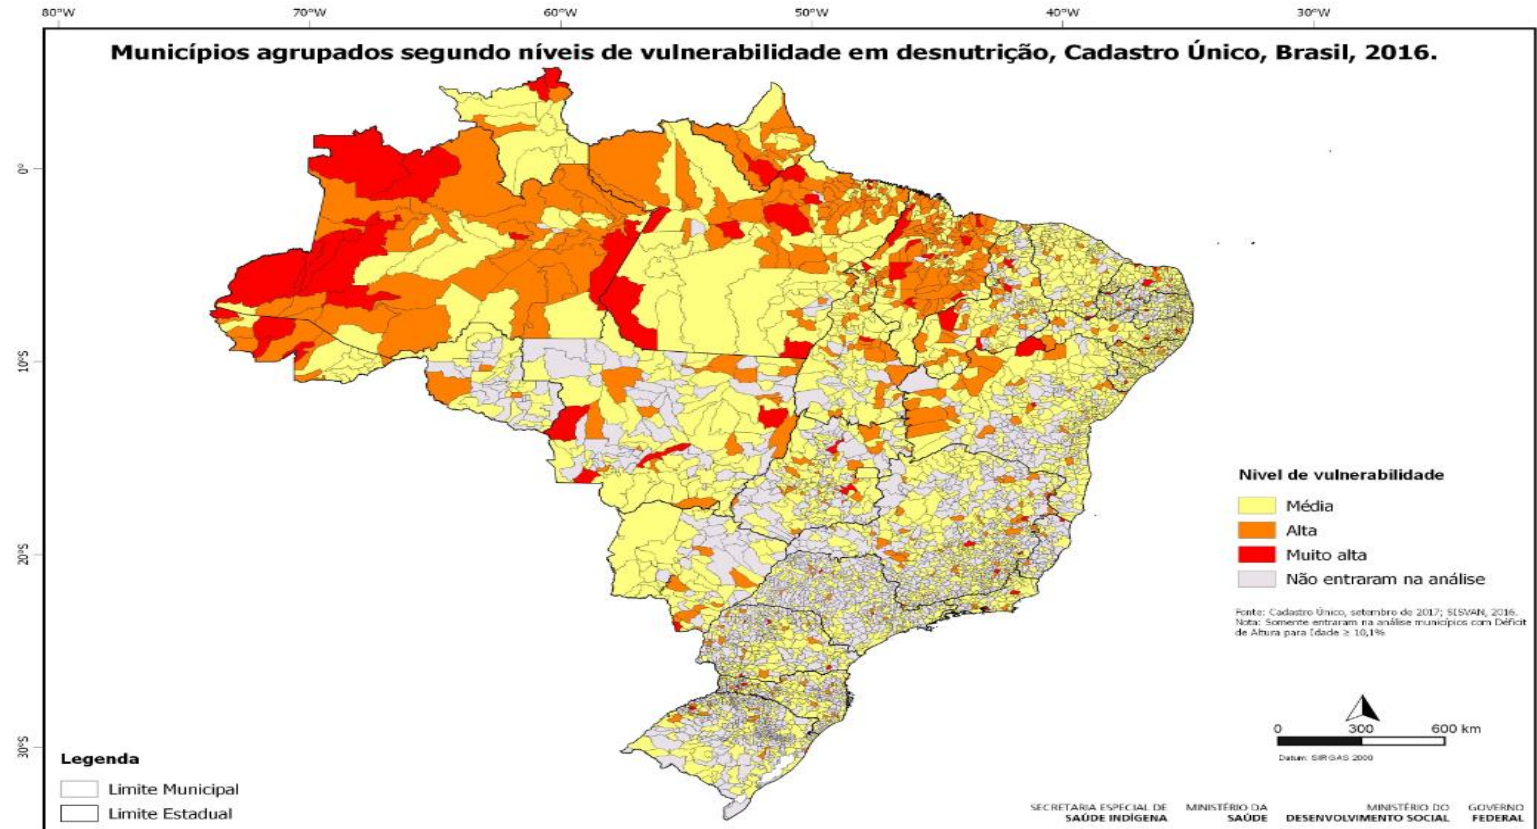 80°W 70°W 60°W 50°W 40°W 30°W
Municípios agrupados segundo níveis de vulnerabilidade em desnutrição, Cadastro Único, Brasil, 2016.
0°
10°S
20°S
30°S
Nivel de vulnerabilidade
Média
Alta
Muito alta
Não entraram na análise
Fonte: Cadastro Único, setembro de 2017; SISVAN, 2016.
Nota: Somente entraram na análise municípios com Déficit
de Altura para Idade ≥ 10,1%
0 300 600 km
Datum: SIRGAS 2000
Legenda
Limite Municipal
Limite Estadual
SECRETARIA ESPECIAL DE MINISTÉRIO DA MINISTÉRIO DO GOVERNO
SAÚDE INDÍGENA SAÚDE DESENVOLVIMENTO SOCIAL FEDERAL